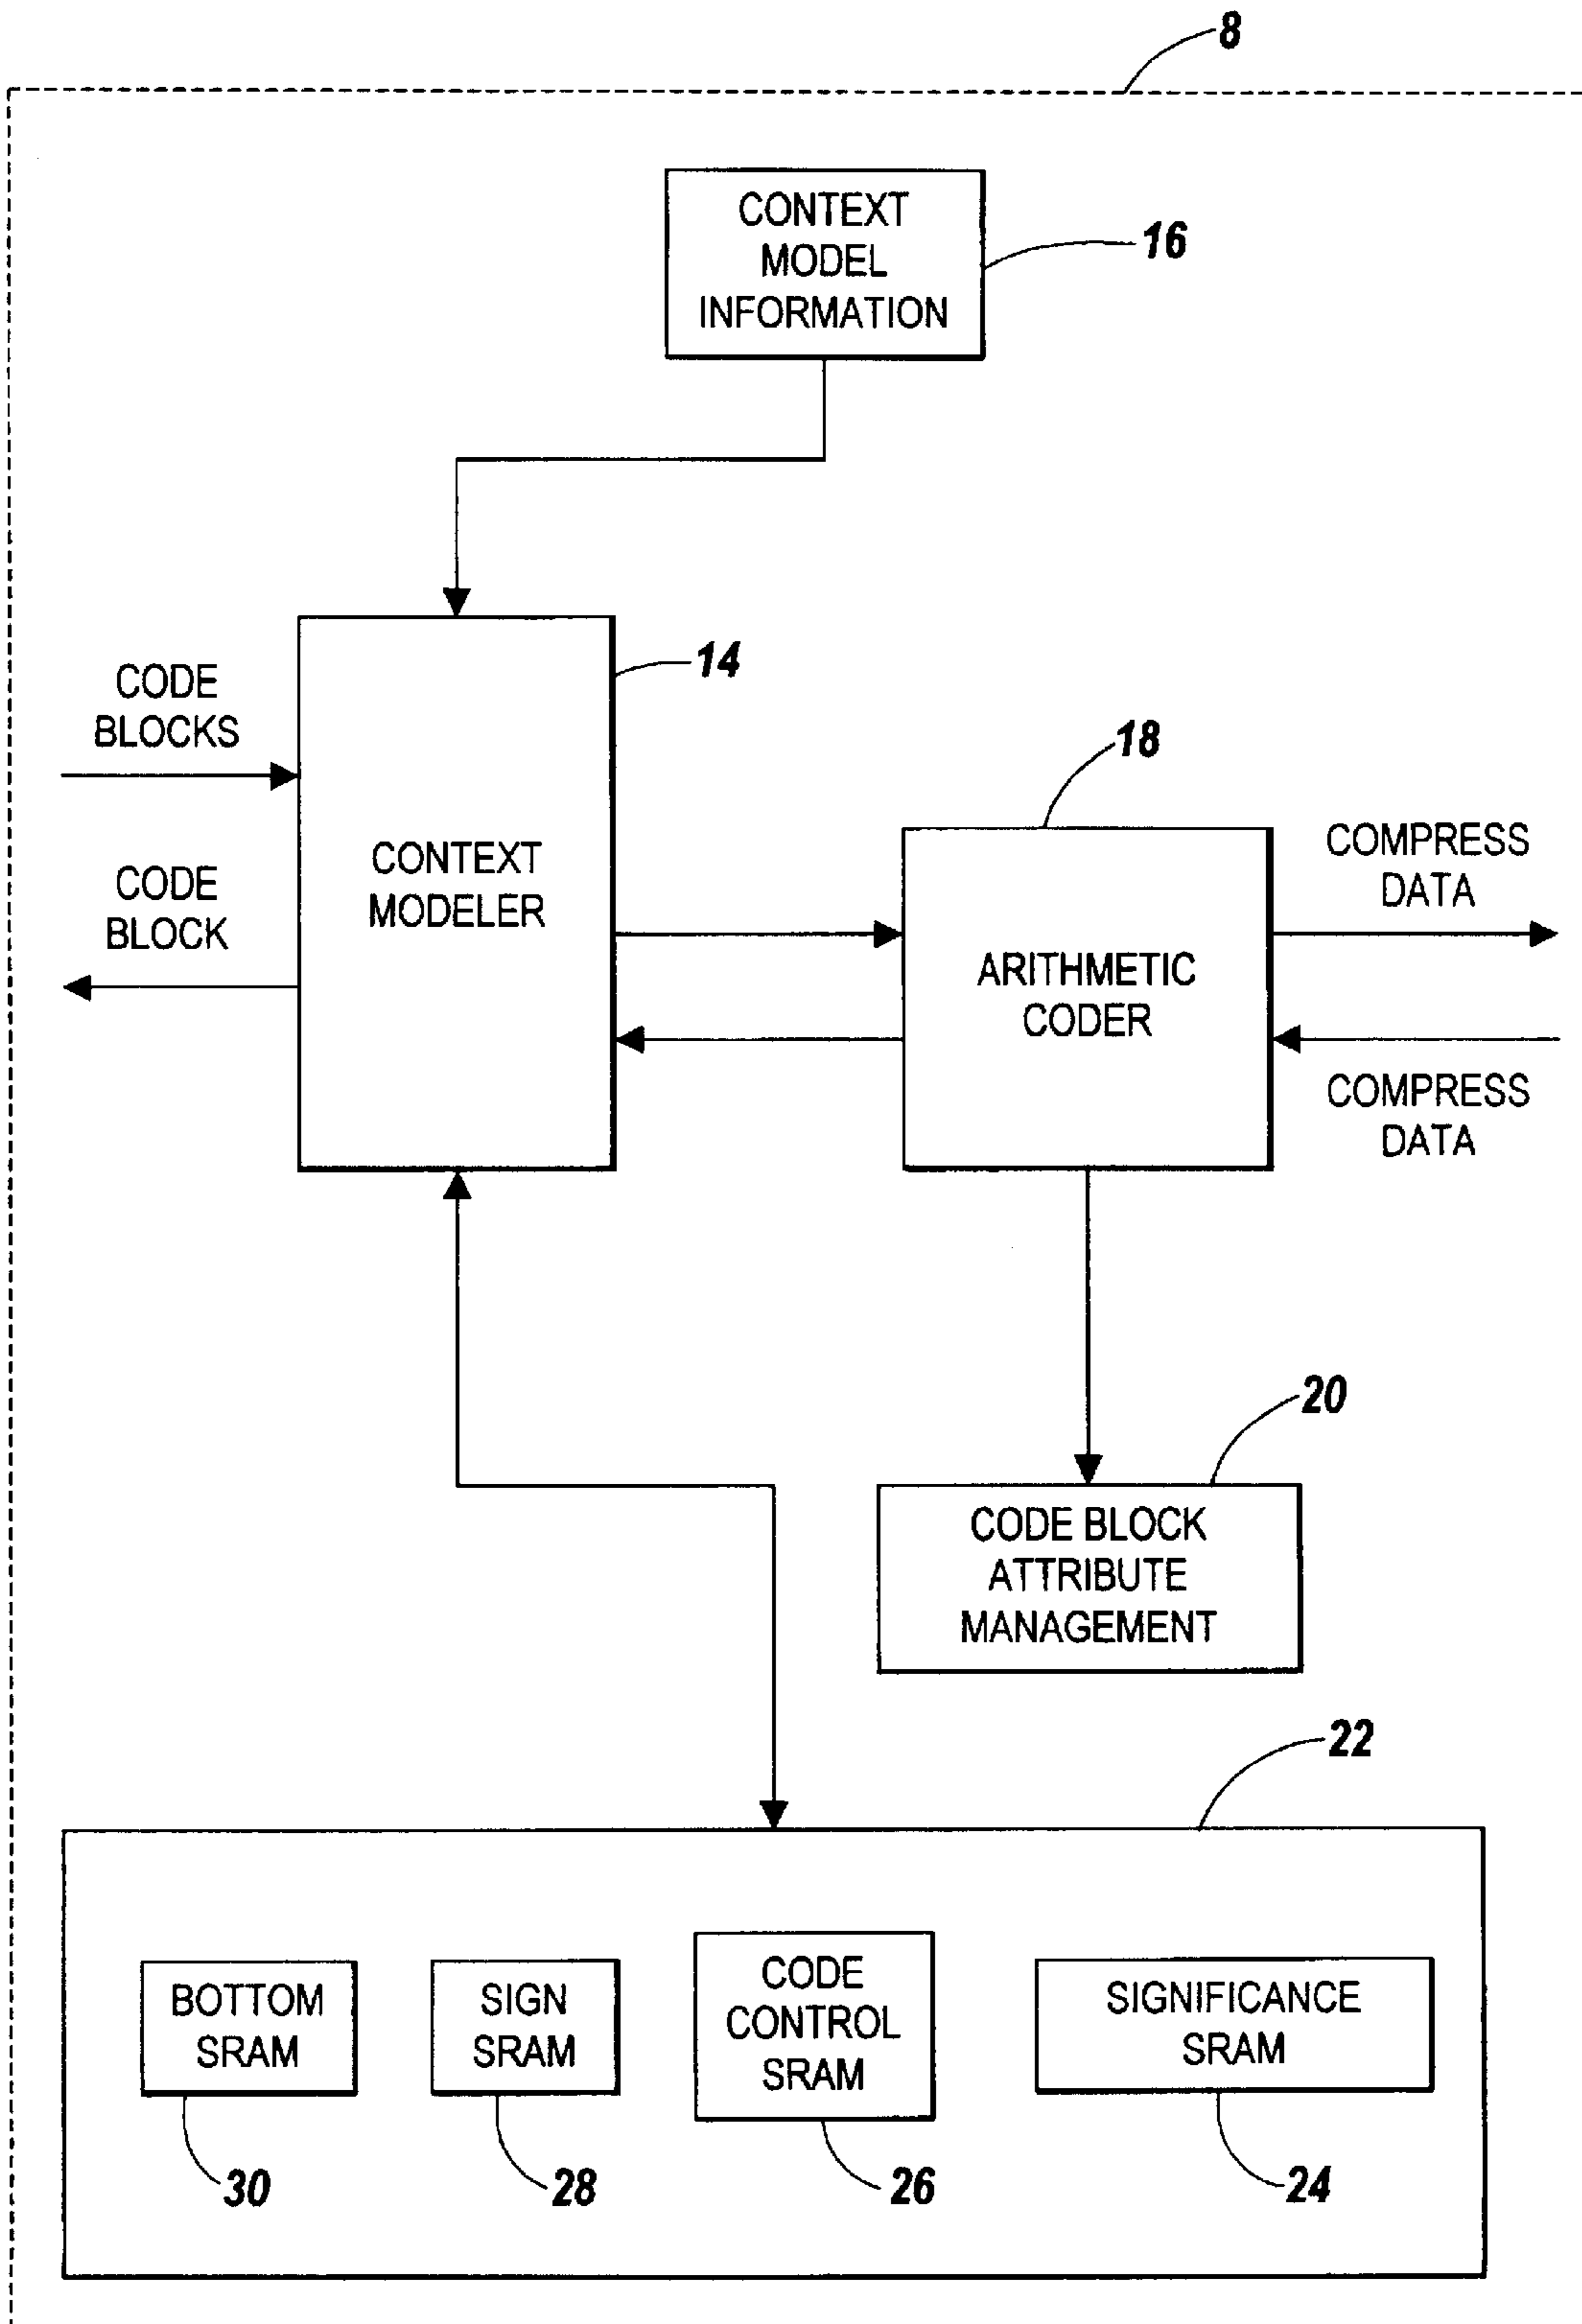 8
CONTEXT
MODEL
INFORMATION
16
14
CODE
BLOCKS
CODE
BLOCK
CONTEXT
MODELER
18
ARITHMETIC
CODER
COMPRESS
DATA
COMPRESS
DATA
20
CODE BLOCK
ATTRIBUTE
MANAGEMENT
22
BOTTOM
SRAM
SIGN
SRAM
CODE
CONTROL
SRAM
SIGNIFICANCE
SRAM
30
28
26
24